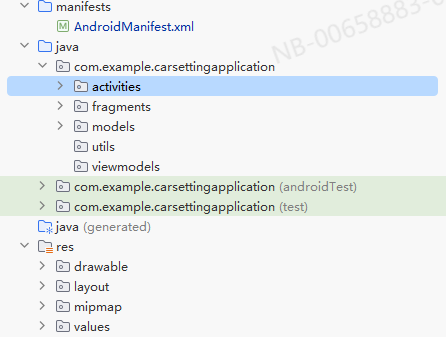 manifests
AndroidManifest.xml
java
com.example.carsettingapplication
activities
fragments
models
utils
viewmodels
com.example.carsettingapplication (androidTest)
com.example.carsettingapplication (test)
java (generated)
res
drawable
layout
mipmap
values
NB-00658883-